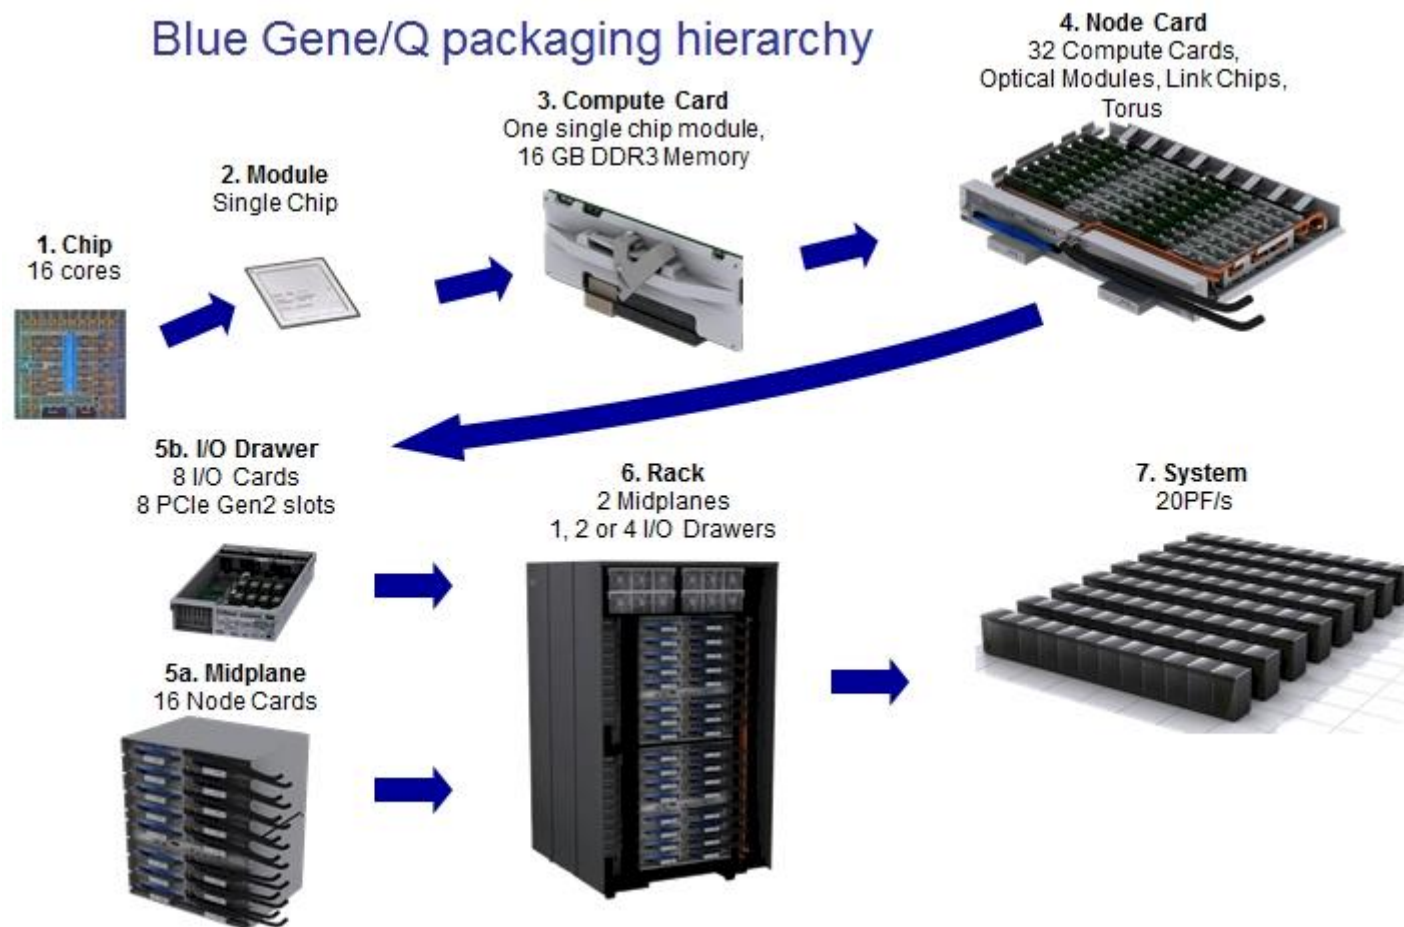 Blue Gene/Q packaging hierarchy
1. Chip
16 cores
2. Module
Single Chip
3. Compute Card
One single chip module,
16 GB DDR3 Memory
4. Node Card
32 Compute Cards,
Optical Modules, Link Chips,
Torus
5b. I/O Drawer
8 I/O Cards
8 PCIe Gen2 slots
5a. Midplane
16 Node Cards
6. Rack
2 Midplanes
1, 2 or 4 I/O Drawers
7. System
20PF/s